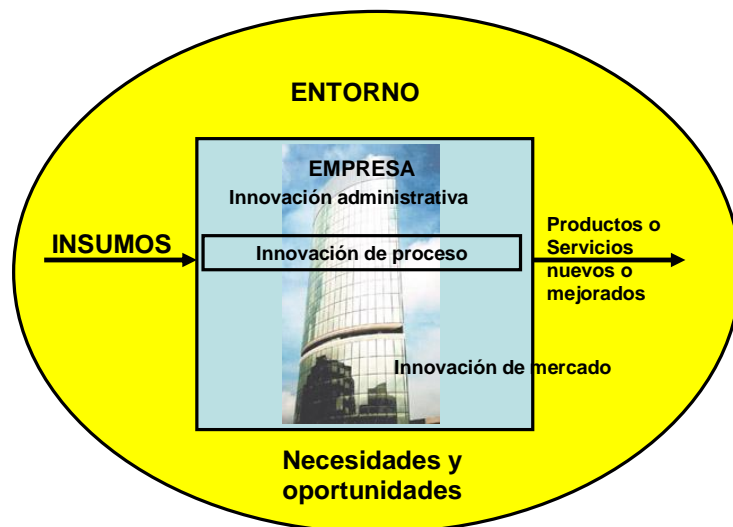 ENTORNO
EMPRESA
Innovación administrativa
INSUMOS
Innovación de proceso
Productos o
Servicios
nuevos o
mejorados
Innovación de mercado
Necesidades y
oportunidades